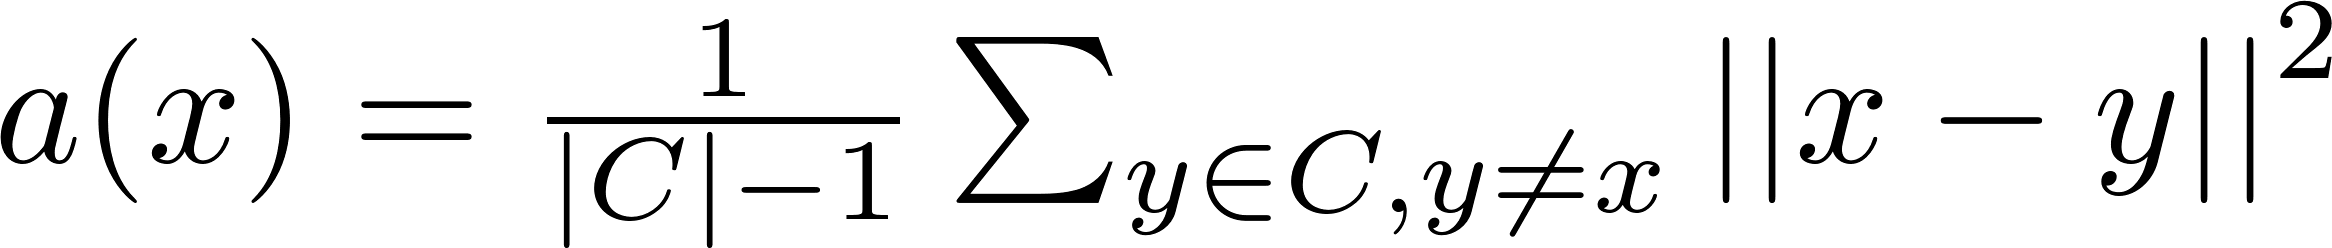 a(x) = \frac{1}{|C|-1} \sum_{y \in C, y \neq x} ||x - y||^2